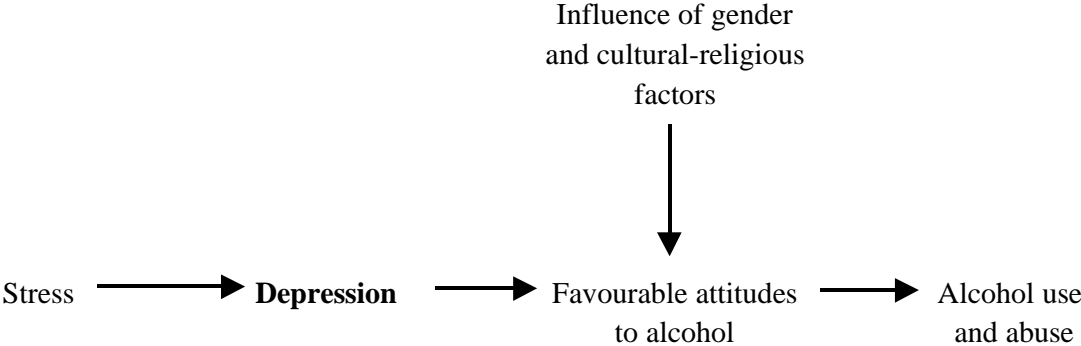 Influence of gender
and cultural-religious
factors
Stress
Depression
Favourable attitudes
to alcohol
Alcohol use
and abuse